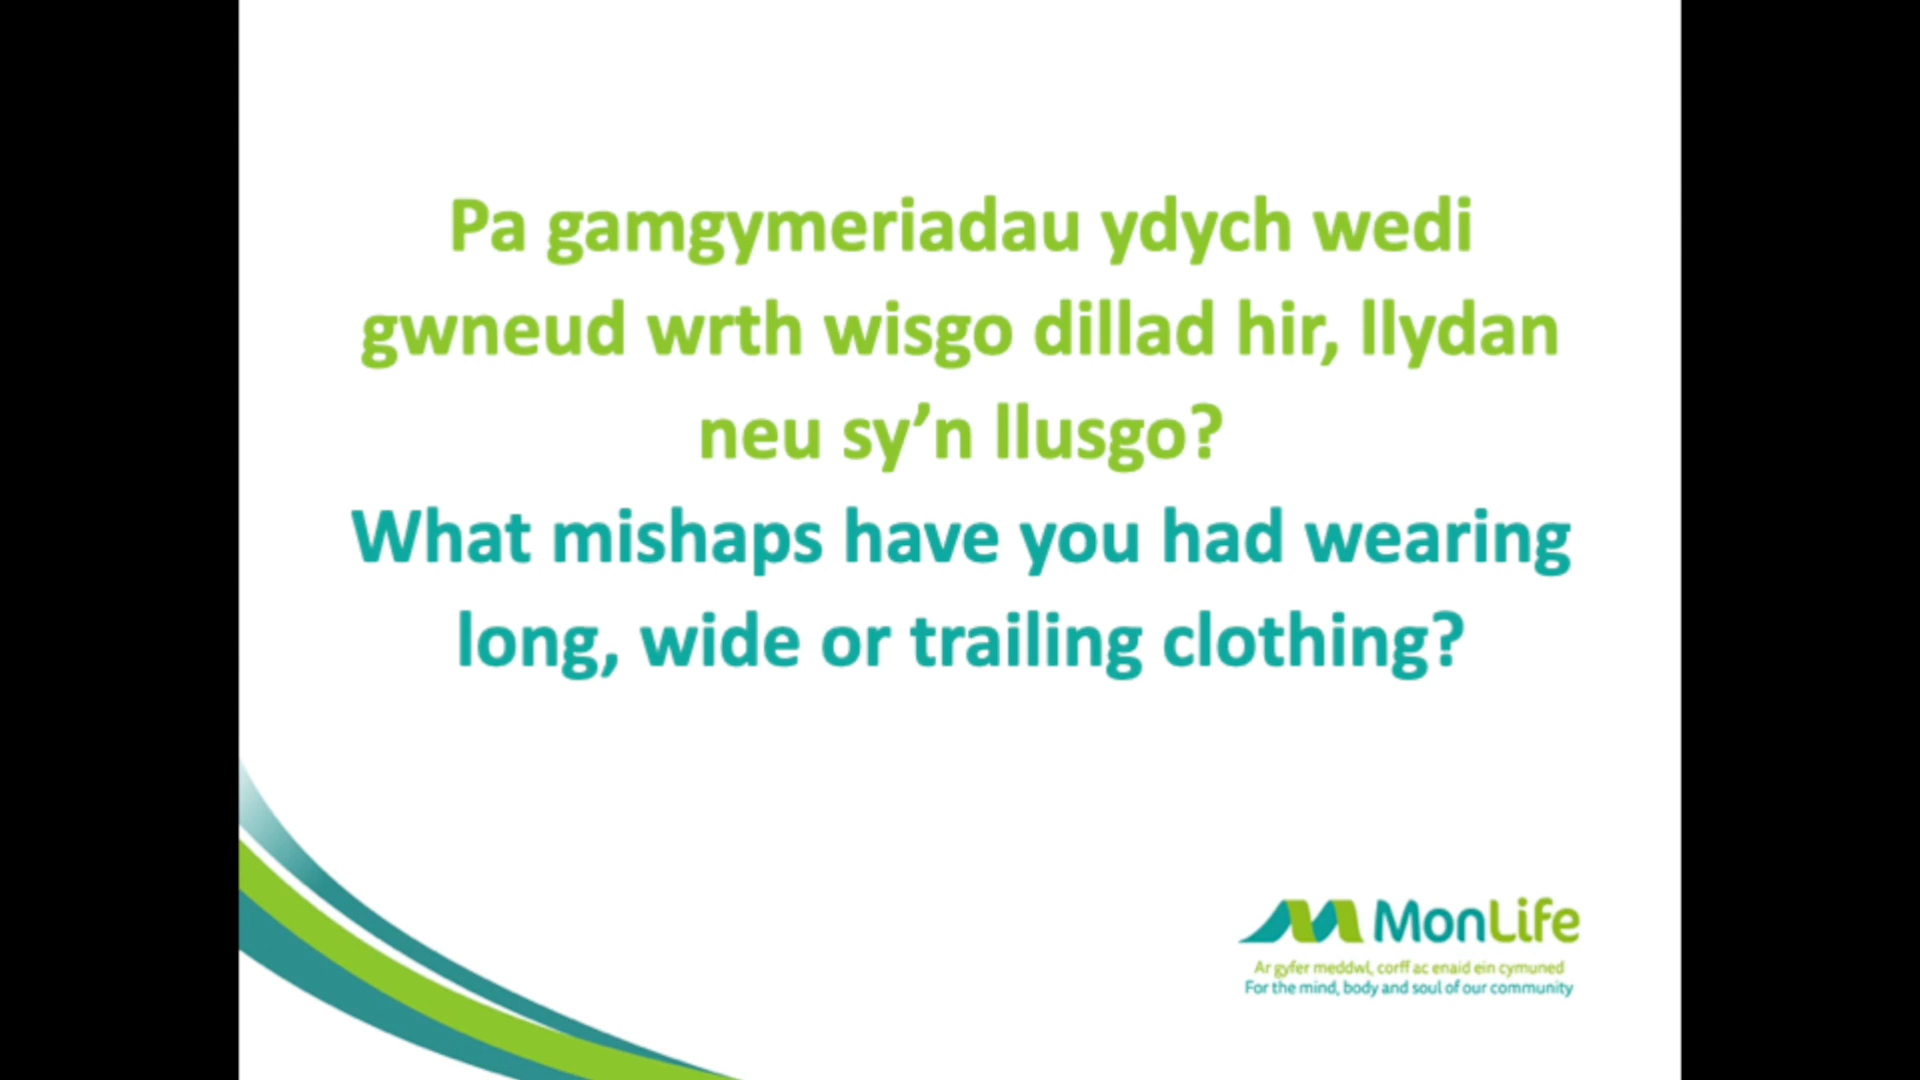 Pa gamgymeriadau ydych wedi
gwneud wrth wisgo dillad hir, llydan
neu sy’n llusgo?
What mishaps have you had wearing
long, wide or trailing clothing?
MonLife
Ar gyfer meddwl, corff ac enaid ein cymuned
For the mind, body and soul of our community